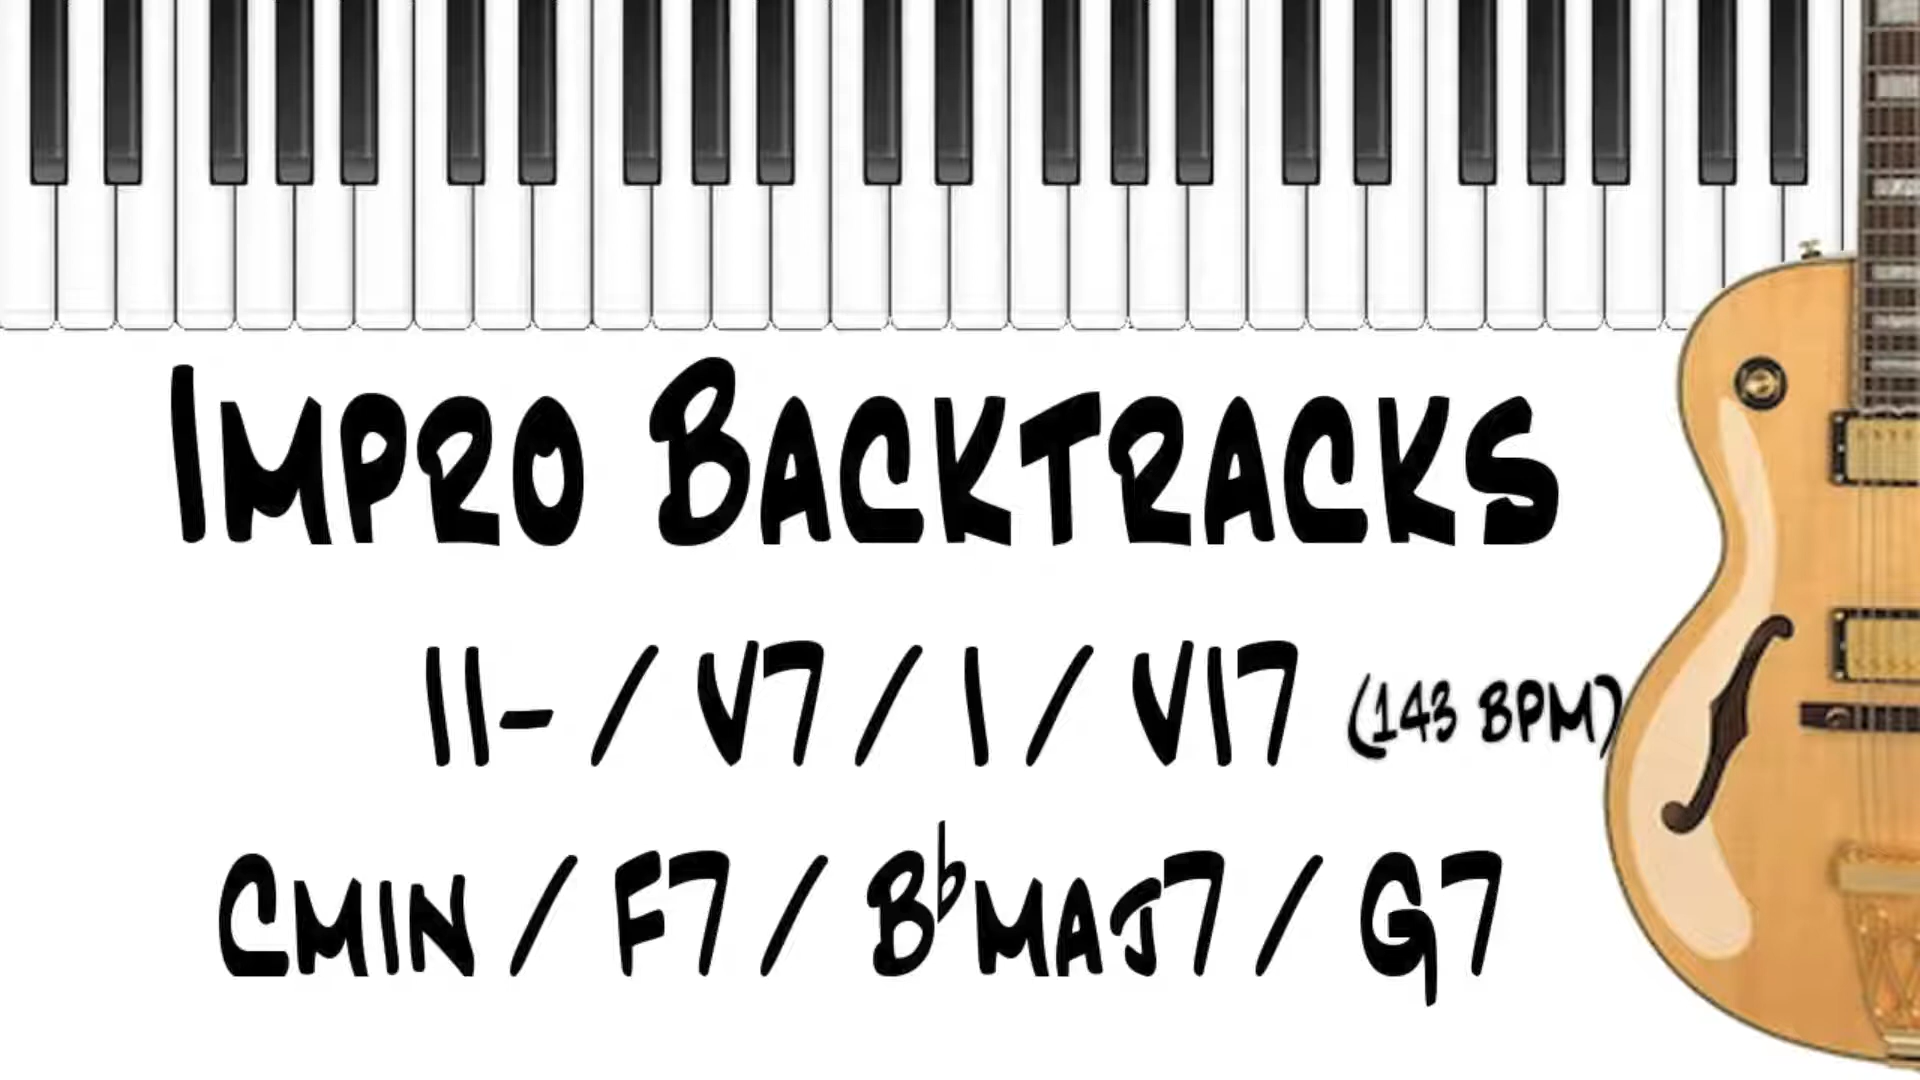 IMPRO BACKTRACKS
II- / V7 / I / VI7 (143 BPM)
CMIN / F7 / B♭MAJ7 / G7